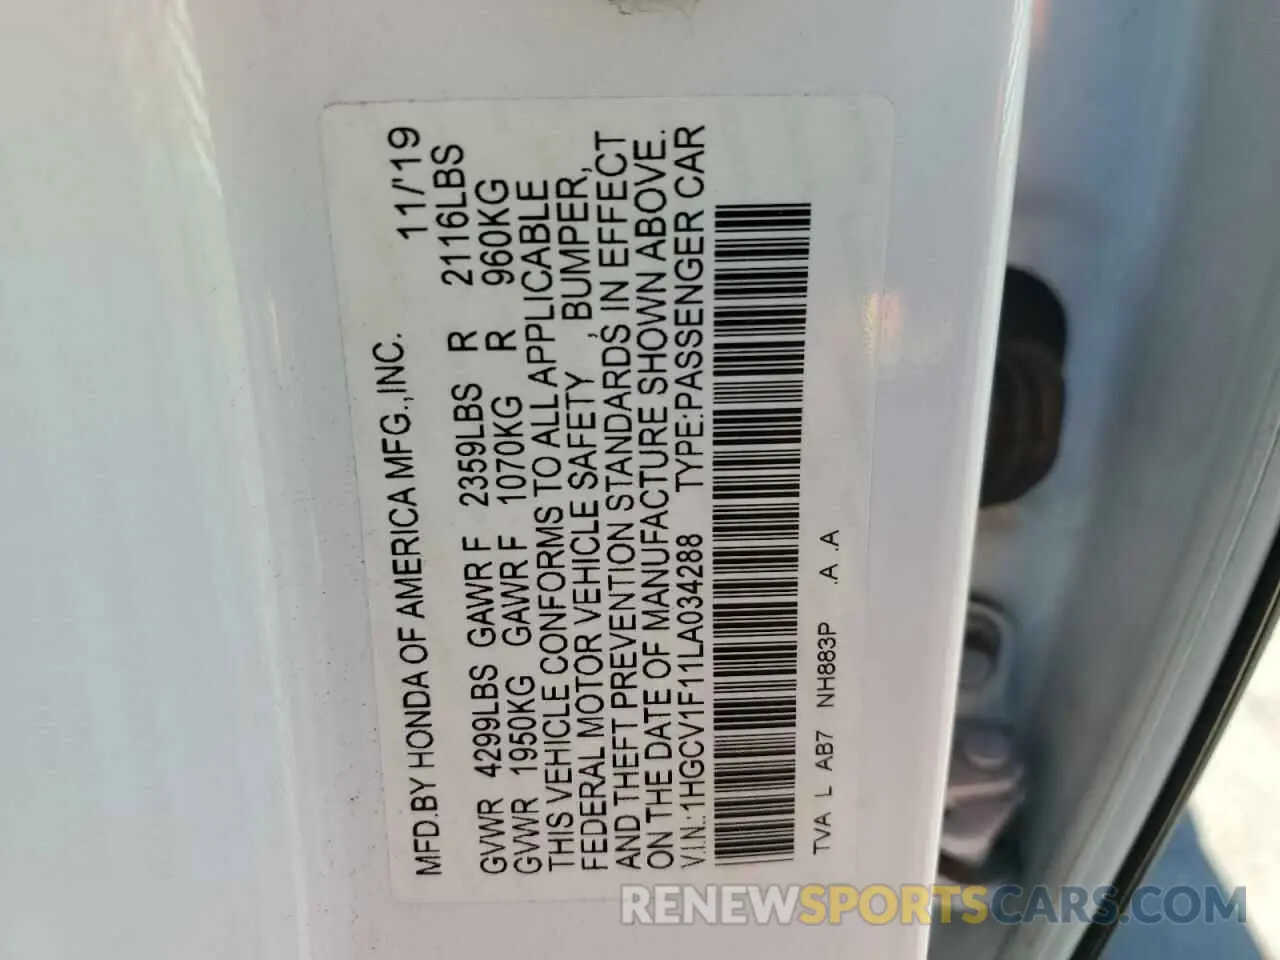 MFD.BY HONDA OF AMERICA MFG.,INC. 11/'19
GVWR 4299LBS GAWR F 2359LBS R 2116LBS
GVWR 1950KG GAWR F 1070KG R 960KG
THIS VEHICLE CONFORMS TO ALL APPLICABLE
FEDERAL MOTOR VEHICLE SAFETY , BUMPER,
AND THEFT PREVENTION STANDARDS IN EFFECT
ON THE DATE OF MANUFACTURE SHOWN ABOVE.
V.I.N.:1HGCV1F11LA034288 TYPE:PASSENGER CAR
TVA L AB7 NH883P .A .A
RENEWSPORTSCARS.COM